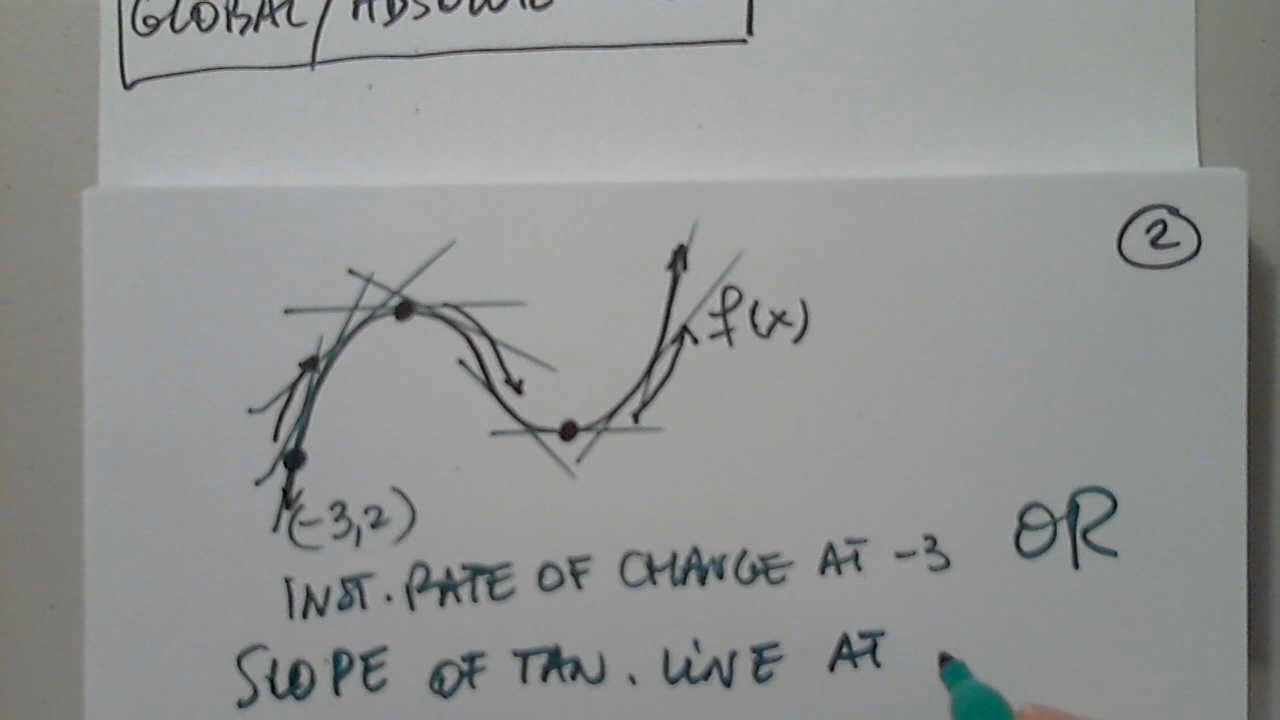 GLOBAL/ABSOLUTE
2
f(x)
(-3,2)
INST. RATE OF CHANGE AT -3 OR
SLOPE OF TAN. LINE AT